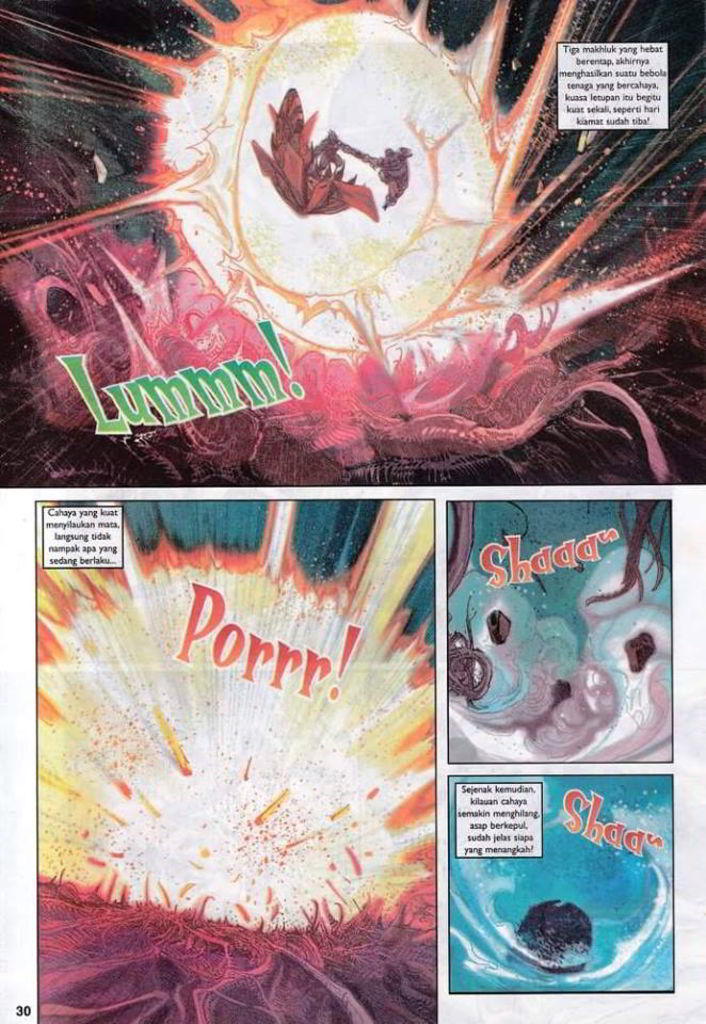 Tiga makhluk yang hebat
berentap, akhirnya
menghasilkan suatu bebola
tenaga yang bercahaya,
kuasa letupan itu begitu
kuat sekali, seperti hari
kiamat sudah tiba!
Lummm!
Cahaya yang kuat
menyilaukan mata,
langsung tidak
nampak apa yang
sedang berlaku...
Porrr!
Shaaa
Sejenak kemudian,
kilauan cahaya
semakin menghilang,
asap berkepul,
sudah jelas siapa
yang menangkah?
Shaa
30